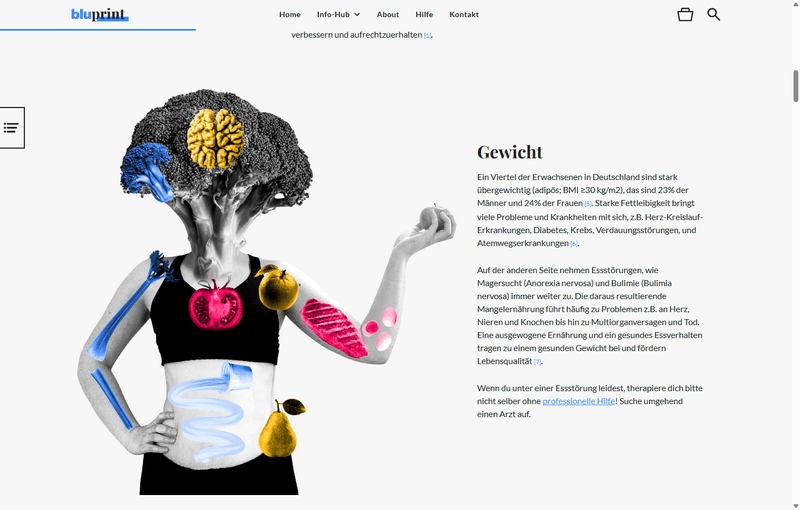 bluprint
Home Info-Hub About Hilfe Kontakt
verbessern und aufrechtzuerhalten [1].
Gewicht
Ein Viertel der Erwachsenen in Deutschland sind stark
übergewichtig (adipös; BMI ≥30 kg/m2), das sind 23% der
Männer und 24% der Frauen [5]. Starke Fettleibigkeit bringt
viele Probleme und Krankheiten mit sich, z.B. Herz-Kreislauf-
Erkrankungen, Diabetes, Krebs, Verdauungsstörungen, und
Atemwegserkrankungen [6].
Auf der anderen Seite nehmen Essstörungen, wie
Magersucht (Anorexia nervosa) und Bulimie (Bulimia
nervosa) immer weiter zu. Die daraus resultierende
Mangelernährung führt häufig zu Problemen z.B. an Herz,
Nieren und Knochen bis hin zu Multiorganversagen und Tod.
Eine ausgewogene Ernährung und ein gesundes Essverhalten
tragen zu einem gesunden Gewicht bei und fördern
Lebensqualität [7].
Wenn du unter einer Essstörung leidest, therapiere dich bitte
nicht selber ohne professionelle Hilfe! Suche umgehend
einen Arzt auf.